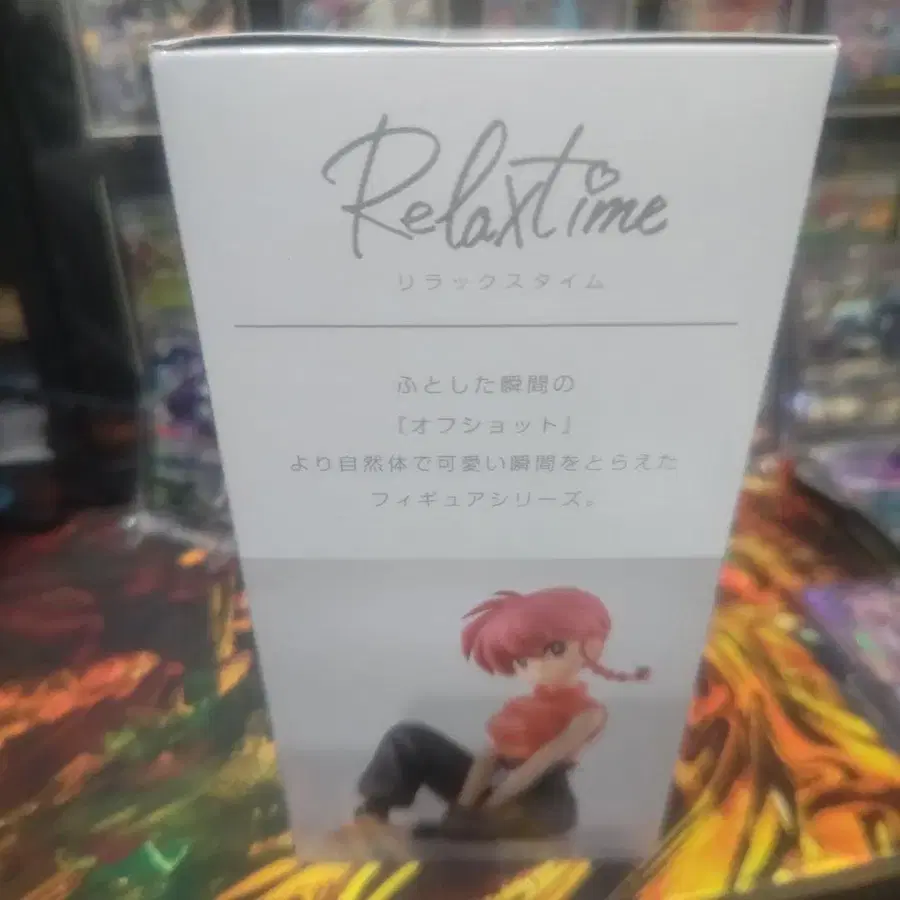 Relaxtime
リラックスタイム
ふとした瞬間の
『オフショット』
より自然体で可愛い瞬間をとらえた
フィギュアシリーズ。